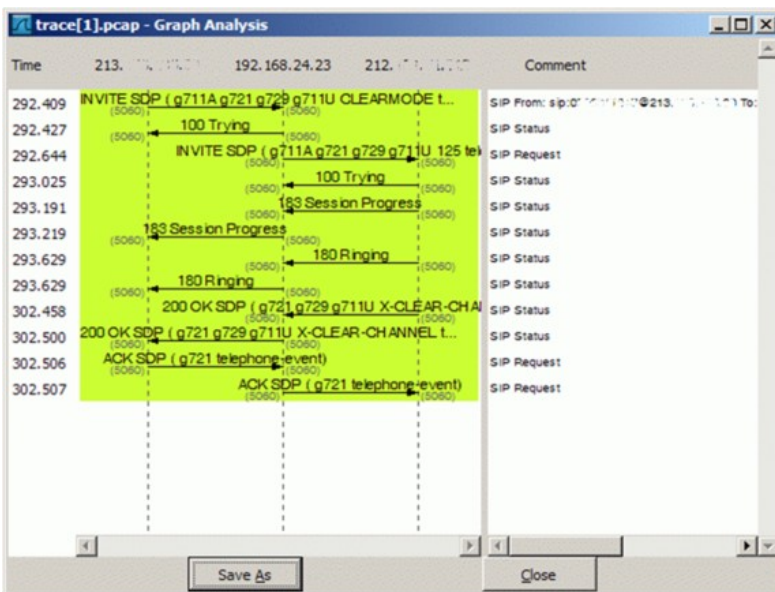 trace[1].pcap - Graph Analysis
Time 213. 192.168.24.23 212. Comment
292.409 INVITE SDP ( g711A g721 g729 g711U CLEARMODE t... SIP From: sip:0 @213. To:
(5060) (5060)
292.427 100 Trying SIP Status
(5060) (5060)
292.644 INVITE SDP ( g711A g721 g729 g711U 125 tel SIP Request
(5060) (5060)
293.025 100 Trying SIP Status
(5060) (5060)
293.191 183 Session Progress SIP Status
(5060) (5060)
293.219 183 Session Progress SIP Status
(5060) (5060)
293.629 180 Ringing SIP Status
(5060) (5060)
293.629 180 Ringing SIP Status
(5060) (5060)
302.458 200 OK SDP ( g721 g729 g711U X-CLEAR-CHA SIP Status
(5060) (5060)
302.500 200 OK SDP ( g721 g729 g711U X-CLEAR-CHANNEL t... SIP Status
(5060) (5060)
302.506 ACK SDP ( g721 telephone-event) SIP Request
(5060) (5060)
302.507 ACK SDP ( g721 telephone-event) SIP Request
(5060) (5060)
Save As Close